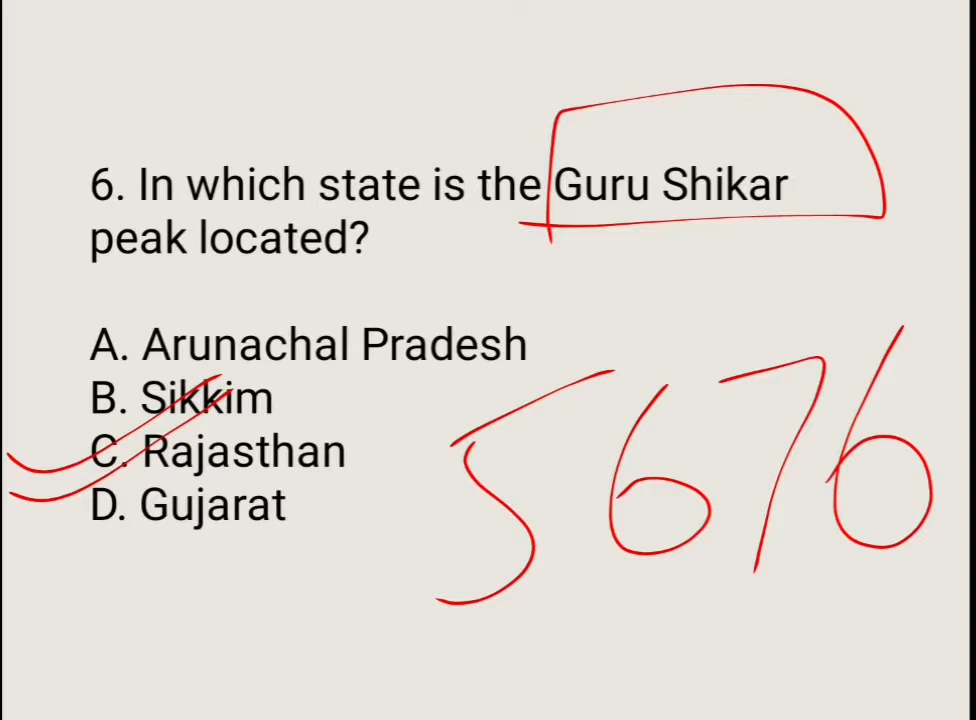 6. In which state is the Guru Shikar
peak located?
A. Arunachal Pradesh
B. Sikkim
C. Rajasthan
D. Gujarat
5676